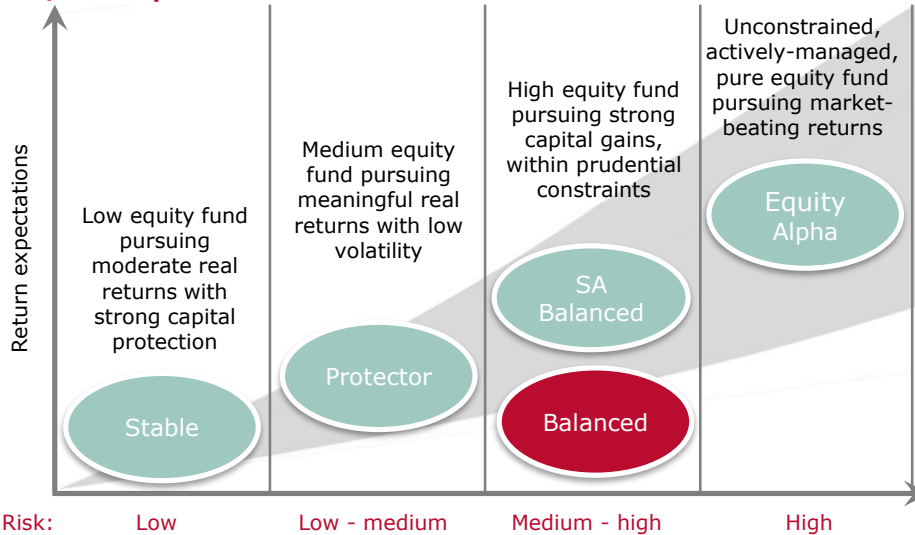 Return expectations
Low equity fund
pursuing
moderate real
returns with
strong capital
protection
Stable
Medium equity
fund pursuing
meaningful real
returns with low
volatility
Protector
High equity fund
pursuing strong
capital gains,
within prudential
constraints
SA
Balanced
Balanced
Unconstrained,
actively-managed,
pure equity fund
pursuing market-
beating returns
Equity
Alpha
Risk:
Low
Low - medium
Medium - high
High